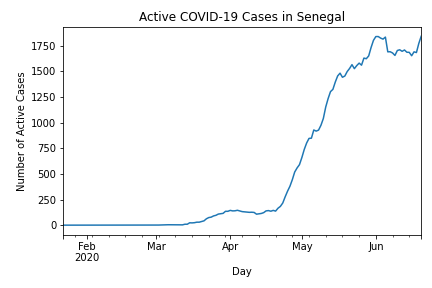 Active COVID-19 Cases in Senegal
Number of Active Cases
1750
1500
1250
1000
750
500
250
0
Feb Mar Apr May Jun
2020
Day